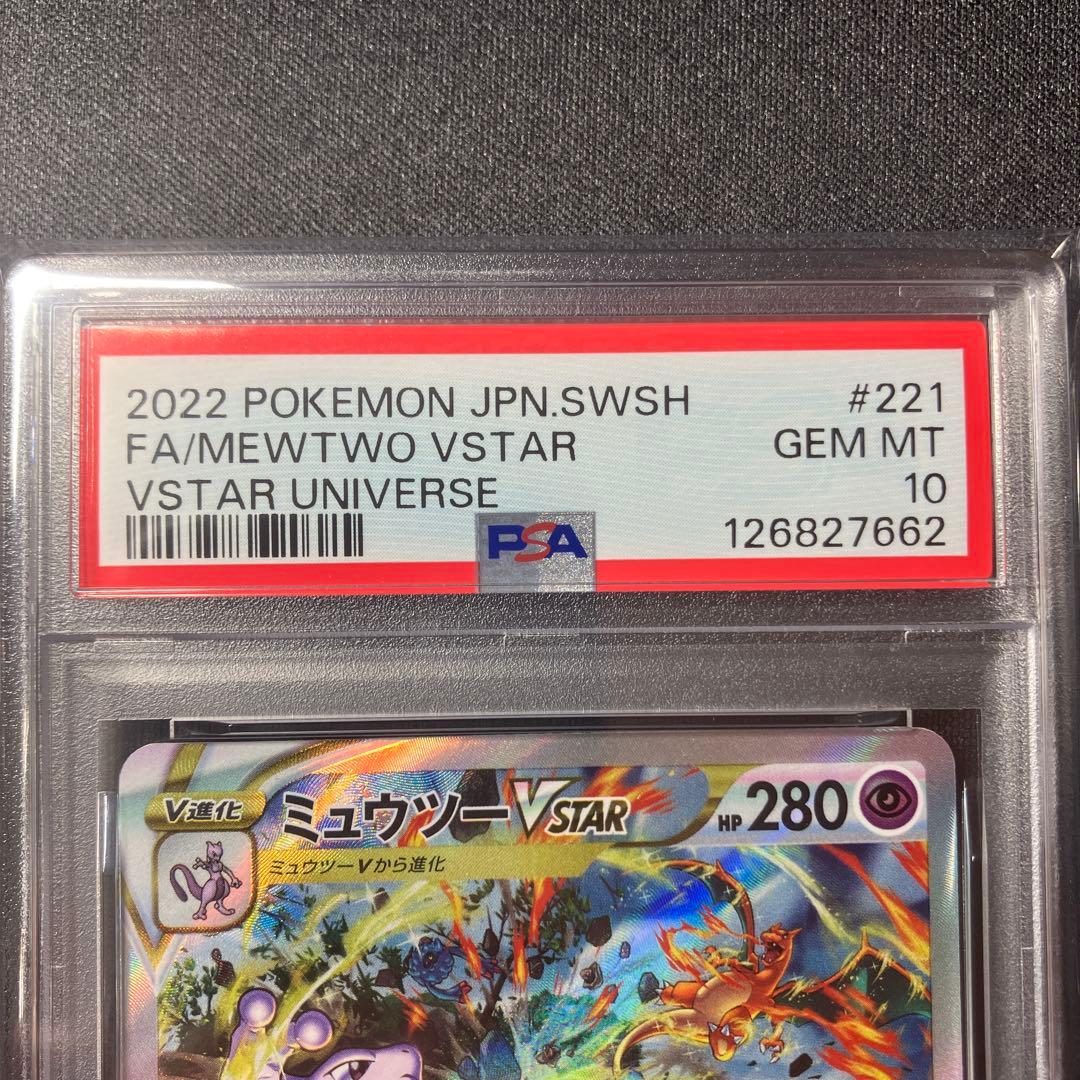 2022 POKEMON JPN.SWSH #221
FA/MEWTWO VSTAR GEM MT
VSTAR UNIVERSE 10
PSA 126827662
V進化 ミュウツーVSTAR HP 280
ミュウツーVから進化